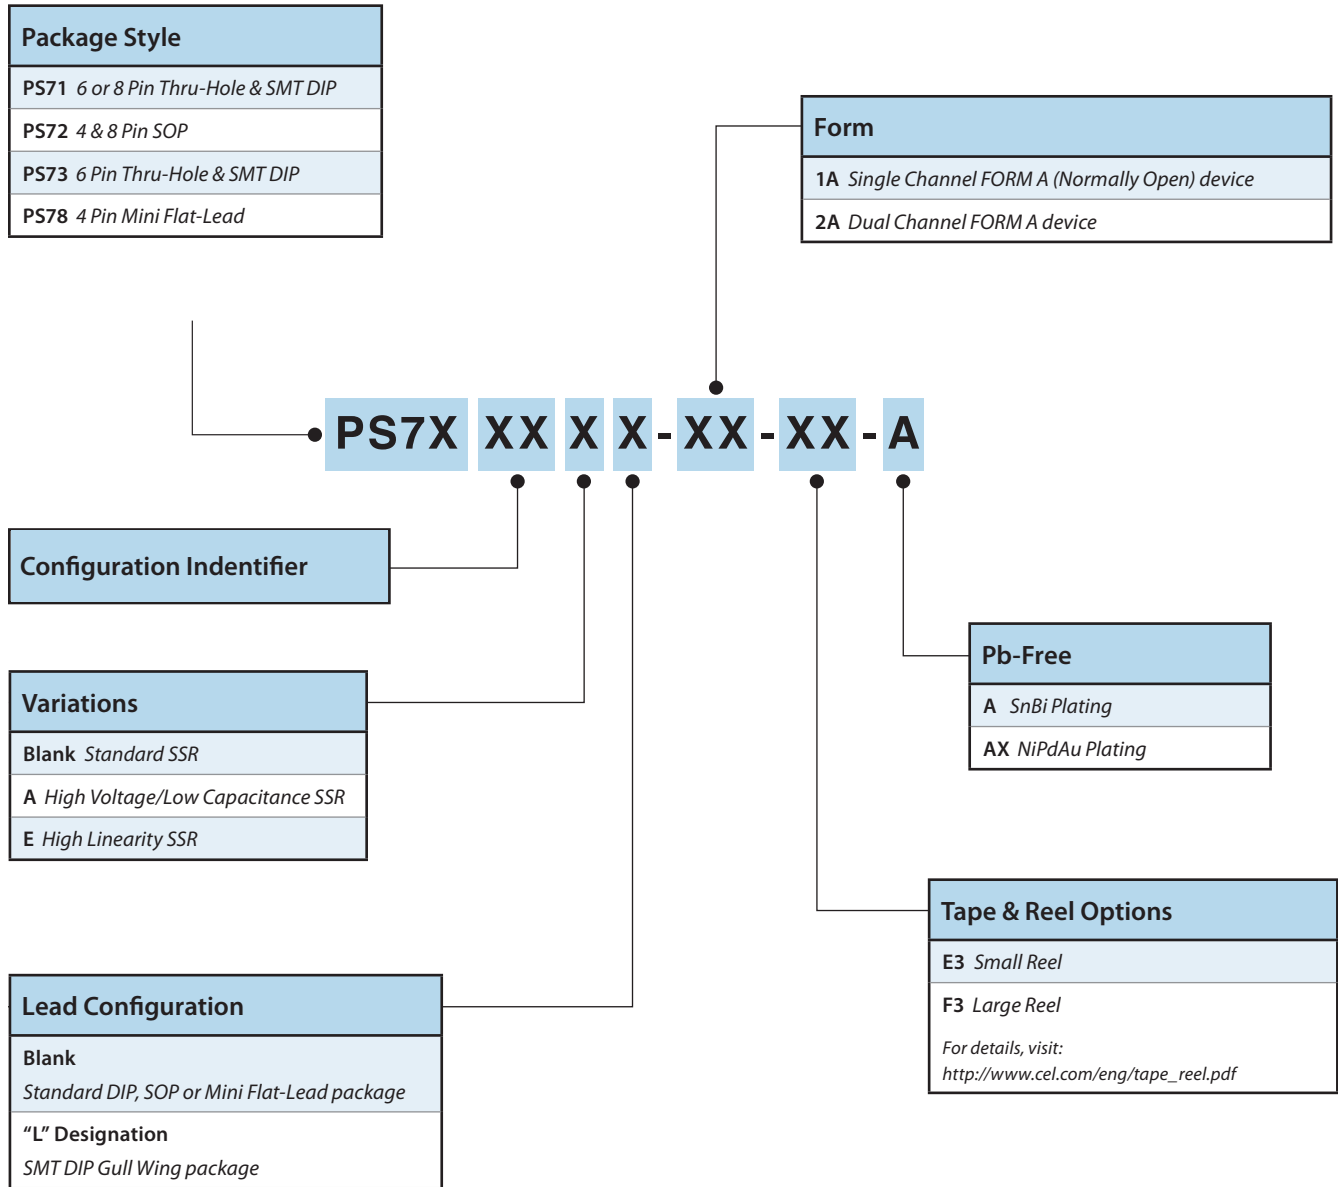 Package Style
PS71 6 or 8 Pin Thru-Hole & SMT DIP
PS72 4 & 8 Pin SOP
PS73 6 Pin Thru-Hole & SMT DIP
PS78 4 Pin Mini Flat-Lead
Form
1A Single Channel FORM A (Normally Open) device
2A Dual Channel FORM A device
PS7X XX X X - XX - XX - A
Configuration Indentifier
Variations
Blank Standard SSR
A High Voltage/Low Capacitance SSR
E High Linearity SSR
Pb-Free
A SnBi Plating
AX NiPdAu Plating
Tape & Reel Options
E3 Small Reel
F3 Large Reel
For details, visit:
http://www.cel.com/eng/tape_reel.pdf
Lead Configuration
Blank
Standard DIP, SOP or Mini Flat-Lead package
“L” Designation
SMT DIP Gull Wing package